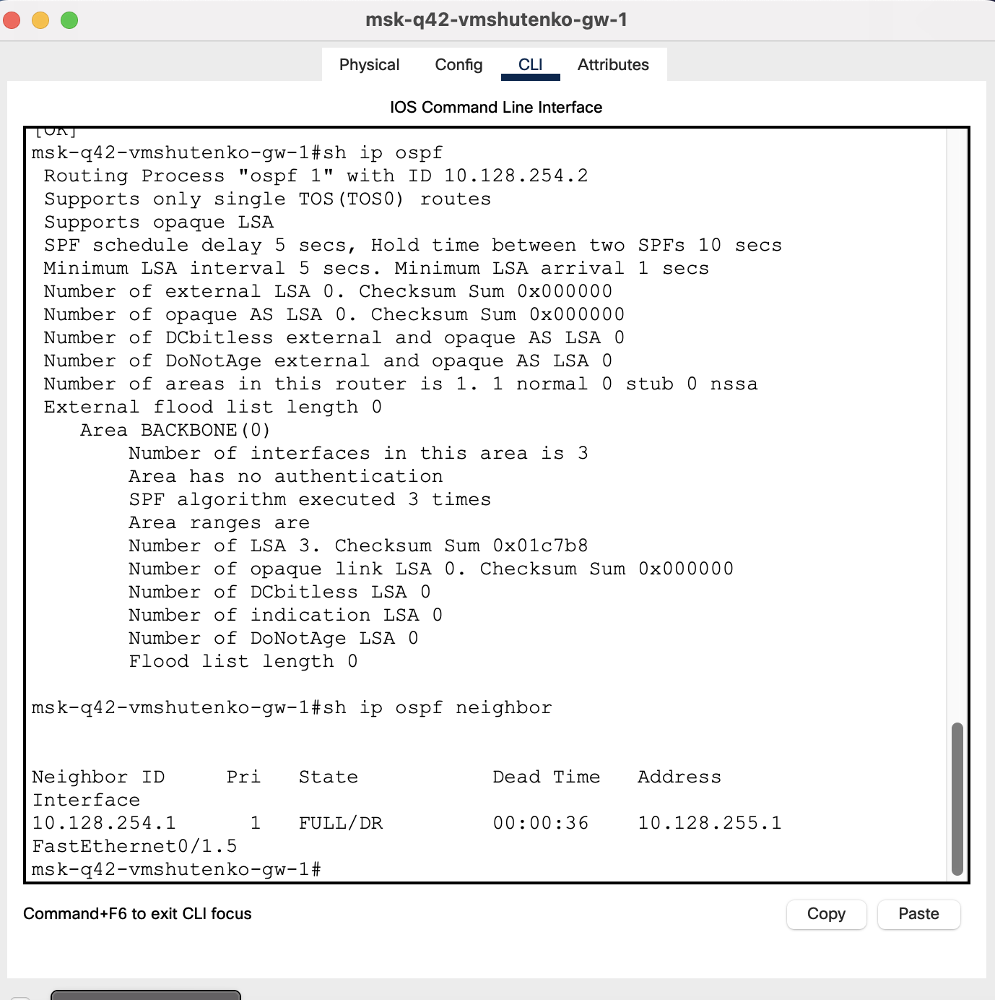 msk-q42-vmshutenko-gw-1
Physical Config CLI Attributes
IOS Command Line Interface
[OK]
msk-q42-vmshutenko-gw-1#sh ip ospf
 Routing Process "ospf 1" with ID 10.128.254.2
 Supports only single TOS(TOS0) routes
 Supports opaque LSA
 SPF schedule delay 5 secs, Hold time between two SPFs 10 secs
 Minimum LSA interval 5 secs. Minimum LSA arrival 1 secs
 Number of external LSA 0. Checksum Sum 0x000000
 Number of opaque AS LSA 0. Checksum Sum 0x000000
 Number of DCbitless external and opaque AS LSA 0
 Number of DoNotAge external and opaque AS LSA 0
 Number of areas in this router is 1. 1 normal 0 stub 0 nssa
 External flood list length 0
    Area BACKBONE(0)
        Number of interfaces in this area is 3
        Area has no authentication
        SPF algorithm executed 3 times
        Area ranges are
        Number of LSA 3. Checksum Sum 0x01c7b8
        Number of opaque link LSA 0. Checksum Sum 0x000000
        Number of DCbitless LSA 0
        Number of indication LSA 0
        Number of DoNotAge LSA 0
        Flood list length 0
msk-q42-vmshutenko-gw-1#sh ip ospf neighbor
Neighbor ID     Pri   State           Dead Time   Address
Interface
10.128.254.1      1   FULL/DR         00:00:36    10.128.255.1
FastEthernet0/1.5
msk-q42-vmshutenko-gw-1#
Command+F6 to exit CLI focus
Copy Paste